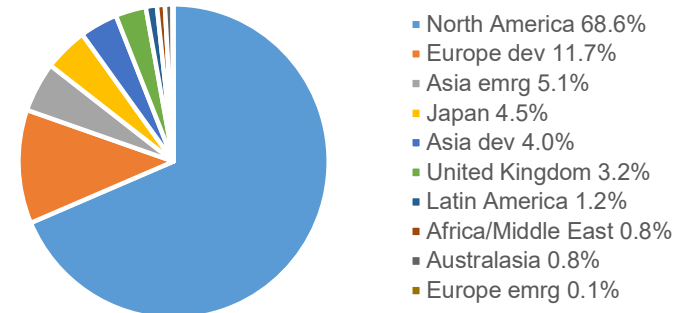 North America 68.6%
Europe dev 11.7%
Asia emrg 5.1%
Japan 4.5%
Asia dev 4.0%
United Kingdom 3.2%
Latin America 1.2%
Africa/Middle East 0.8%
Australasia 0.8%
Europe emrg 0.1%